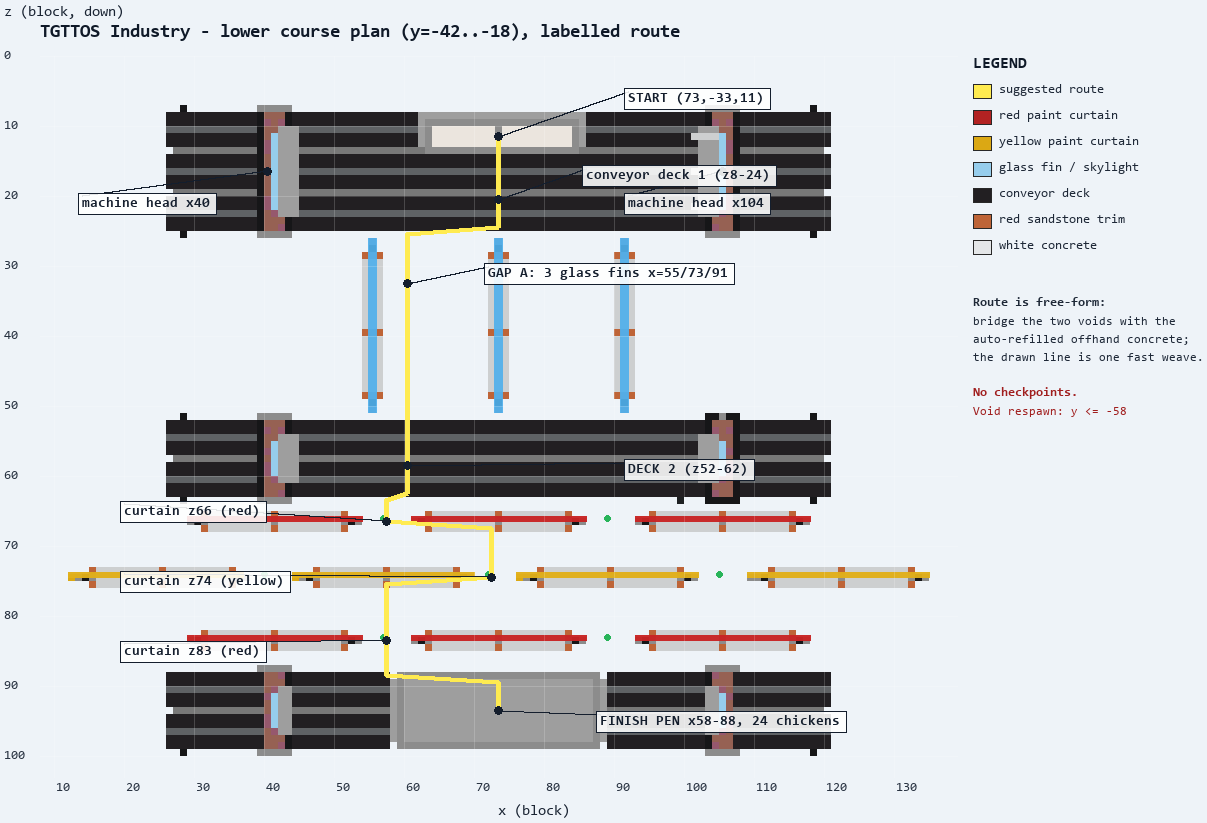 z (block, down)
TGTTOS Industry - lower course plan (y=-42..-18), labelled route
0
10
20
30
40
50
60
70
80
90
100
START (73,-33,11)
conveyor deck 1 (z8-24)
machine head x40
machine head x104
GAP A: 3 glass fins x=55/73/91
DECK 2 (z52-62)
curtain z66 (red)
curtain z74 (yellow)
curtain z83 (red)
FINISH PEN x58-88, 24 chickens
10 20 30 40 50 60 70 80 90 100 110 120 130
x (block)
LEGEND
suggested route
red paint curtain
yellow paint curtain
glass fin / skylight
conveyor deck
red sandstone trim
white concrete
Route is free-form:
bridge the two voids with the
auto-refilled offhand concrete;
the drawn line is one fast weave.
No checkpoints.
Void respawn: y <= -58